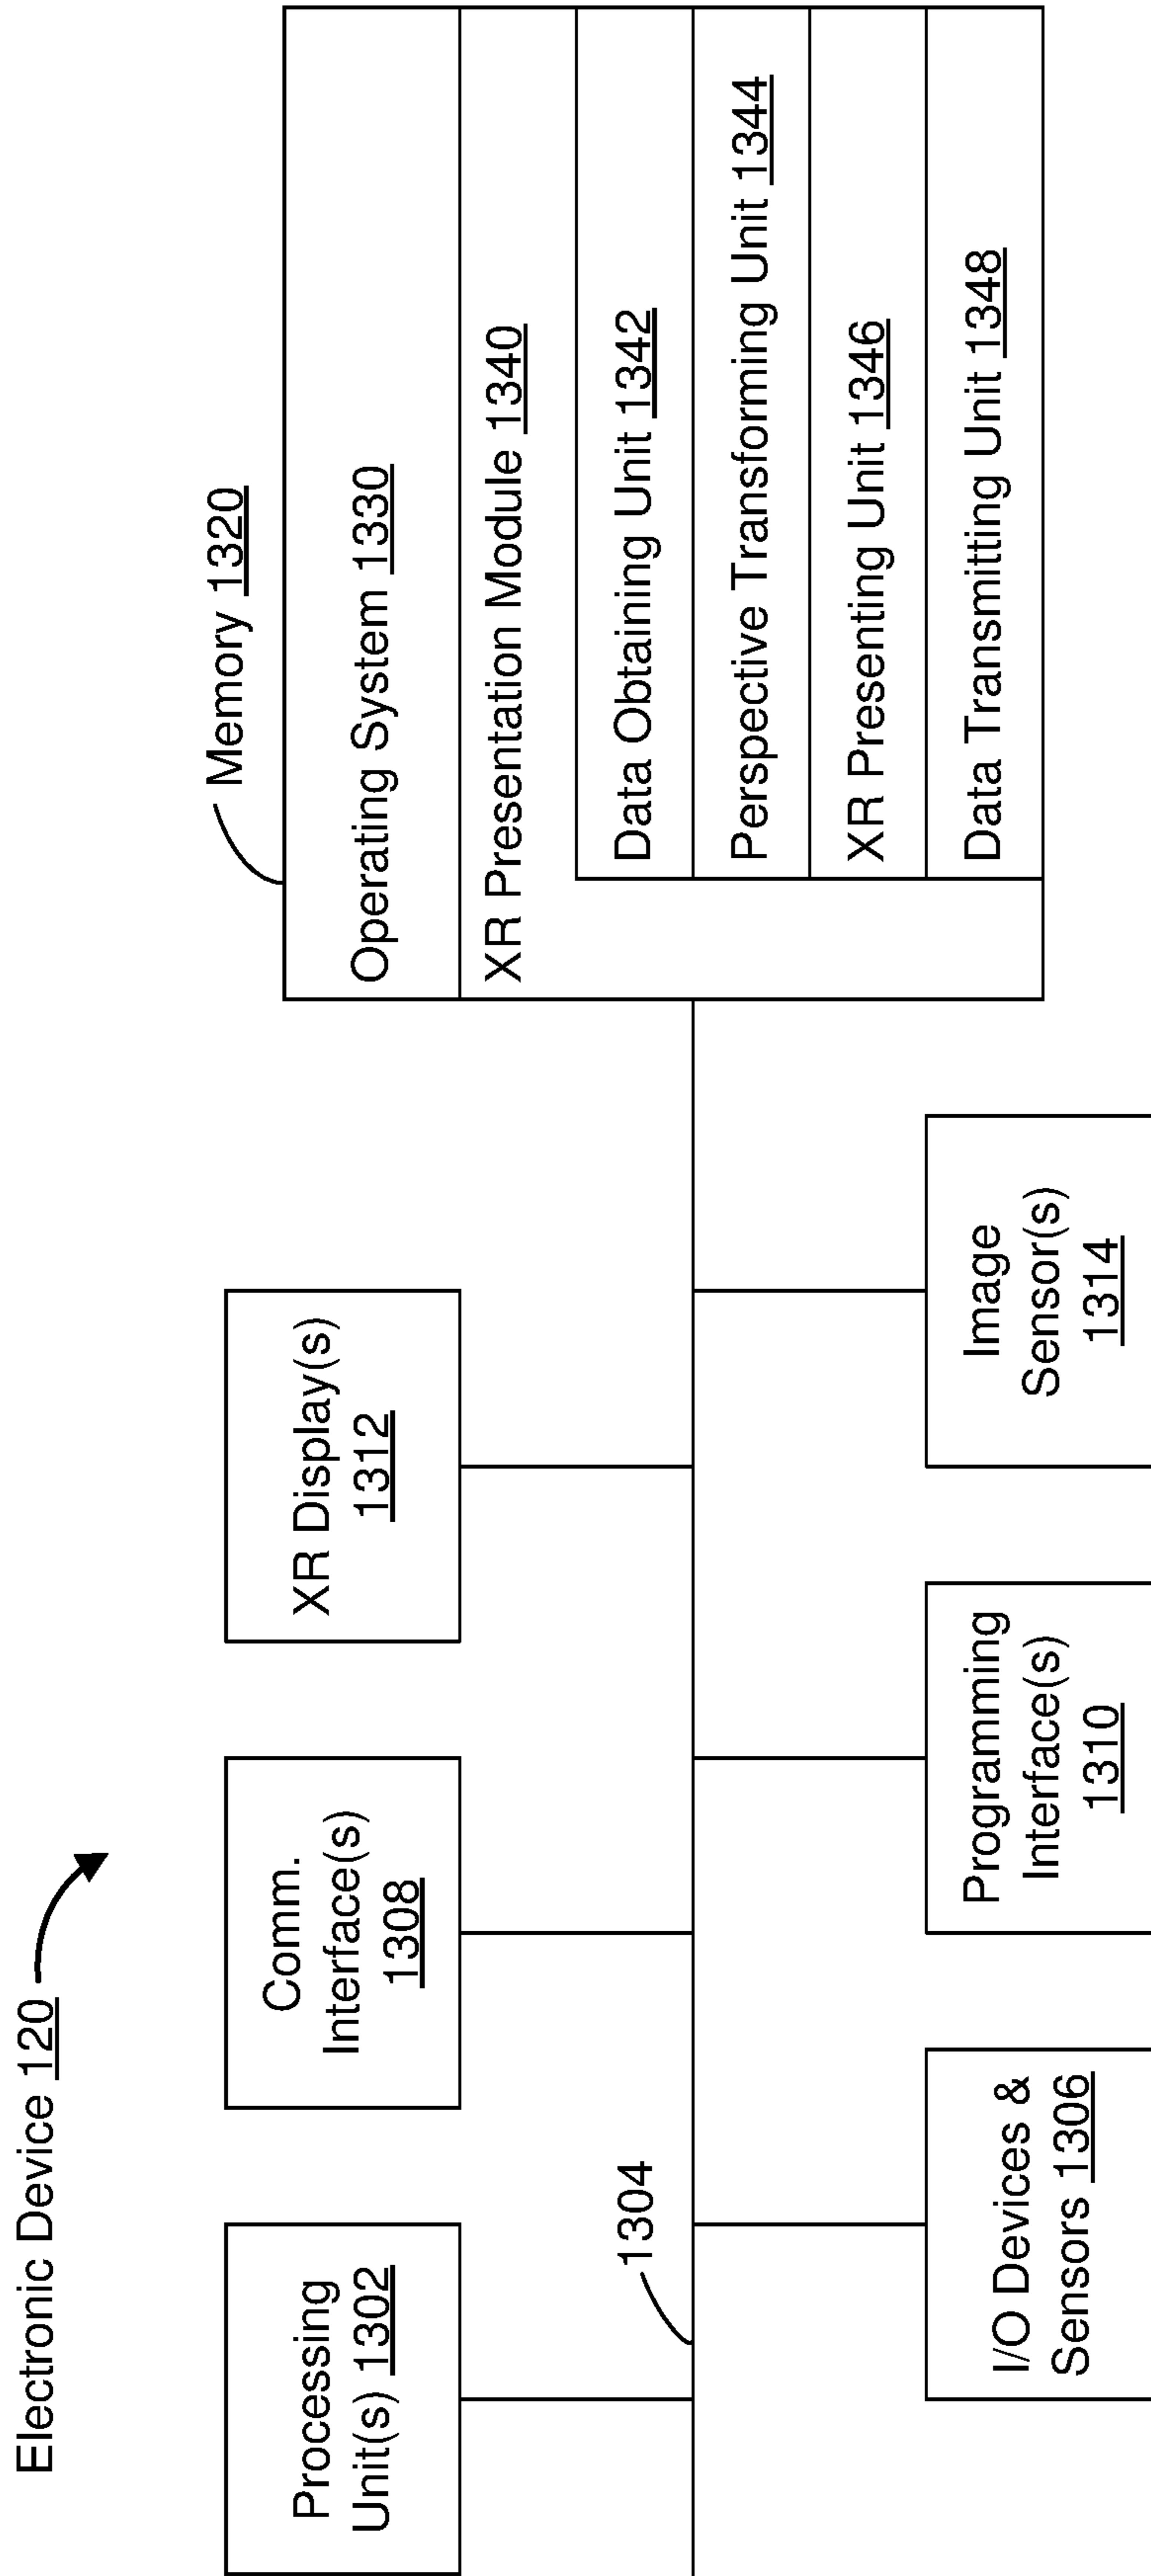 Electronic Device 120
Memory 1320
Processing
Unit(s) 1302
Comm.
Interface(s)
1308
XR Display(s)
1312
Operating System 1330
XR Presentation Module 1340
Data Obtaining Unit 1342
Perspective Transforming Unit 1344
XR Presenting Unit 1346
Data Transmitting Unit 1348
1304
I/O Devices &
Sensors 1306
Programming
Interface(s)
1310
Image
Sensor(s)
1314